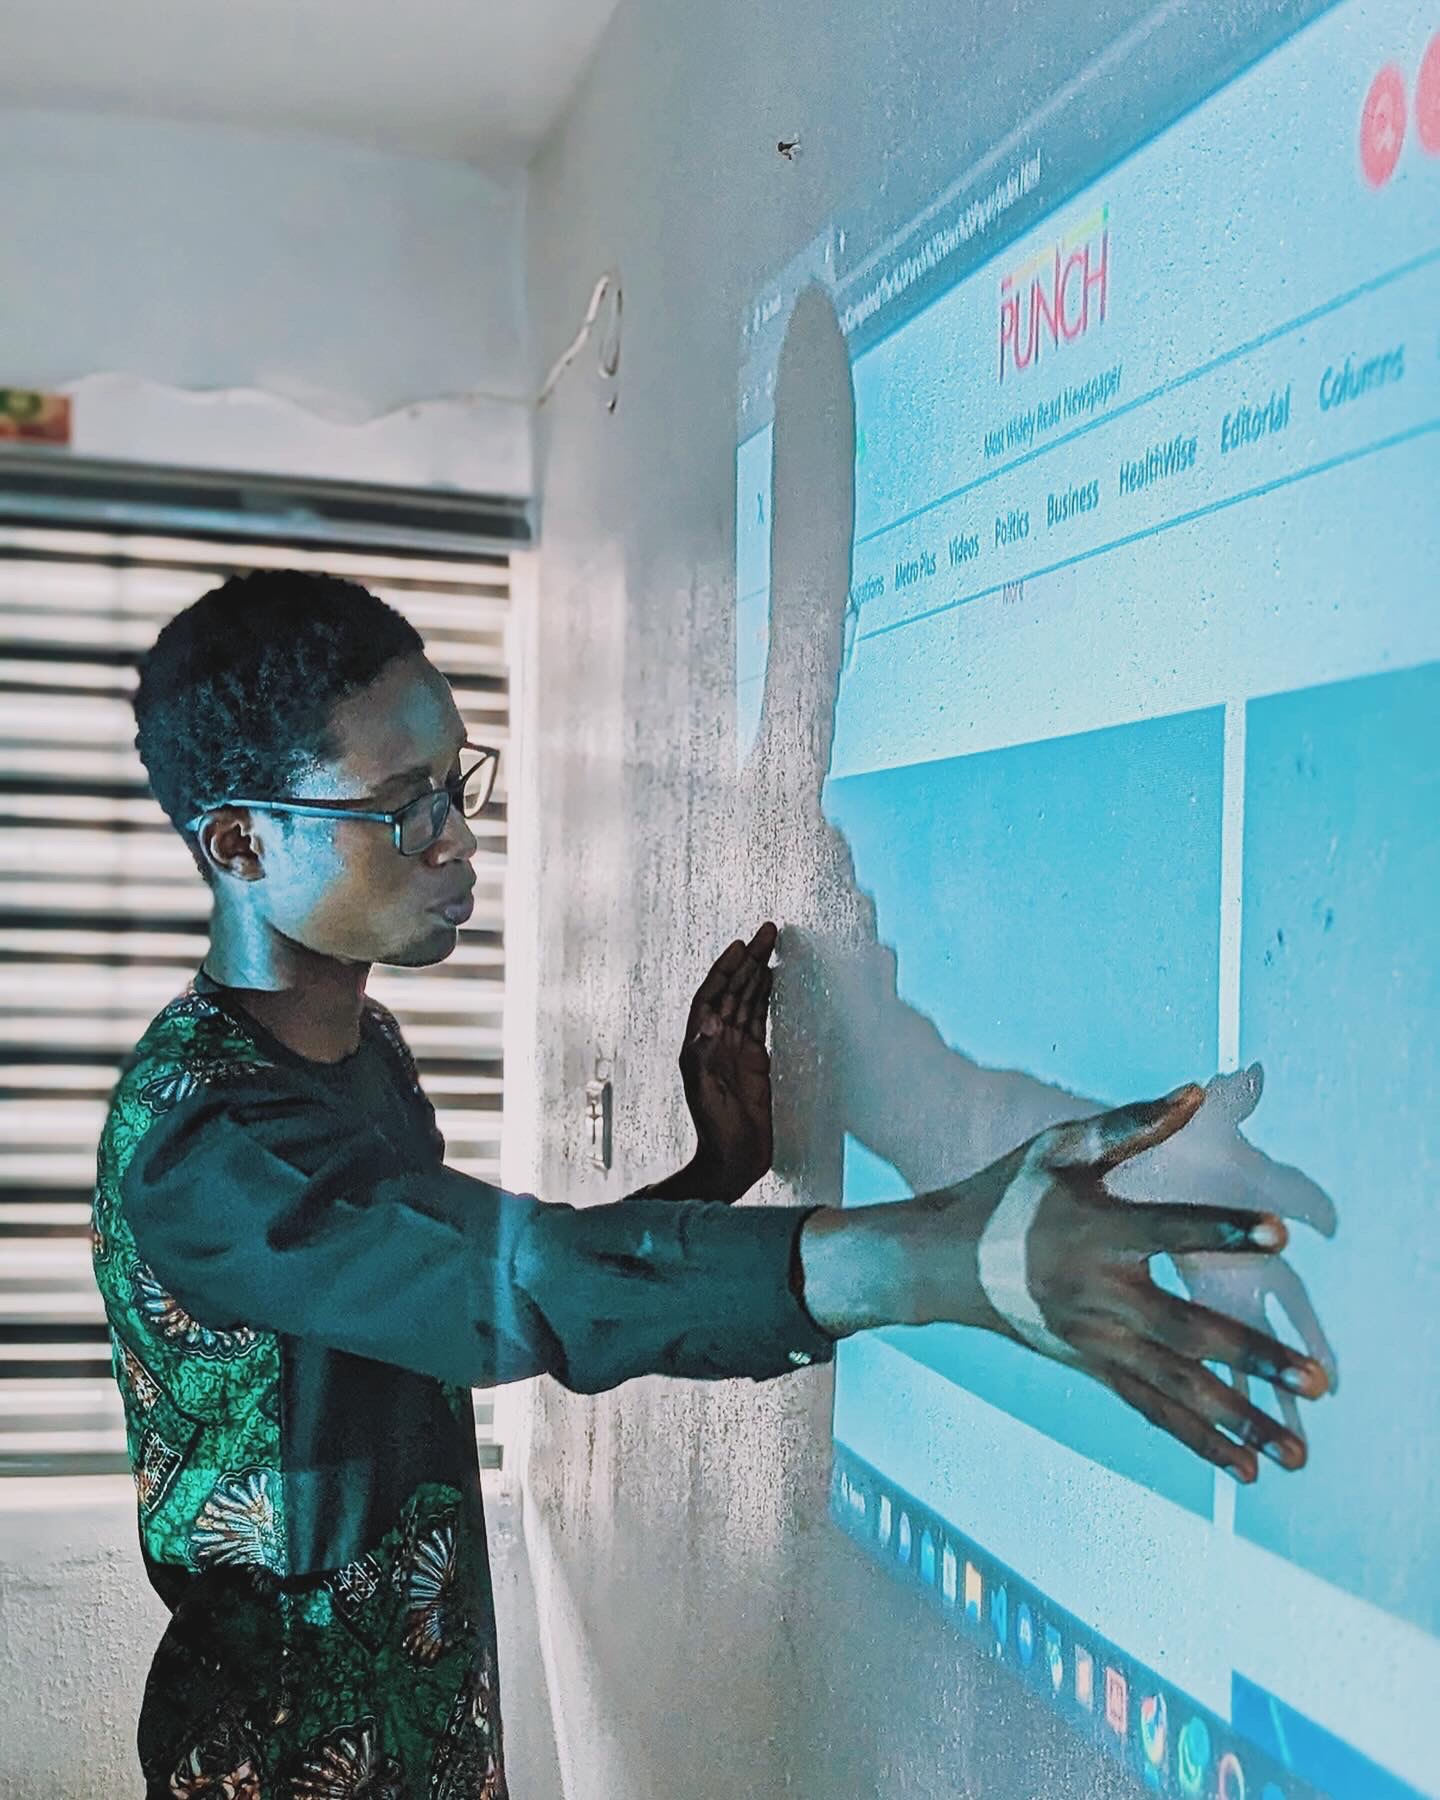 PUNCH
Most Widely Read Newspaper
Metro Plus Videos Politics Business HealthWise Editorial Columns
More
X